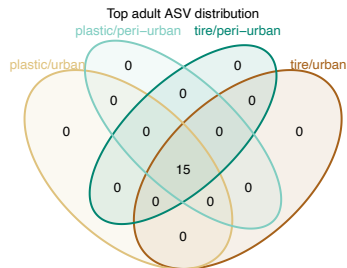 Top adult ASV distribution
plastic/peri-urban tire/peri-urban
plastic/urban tire/urban
0 0
0 0 0
0 0 0 0
15
0 0 0 0
0